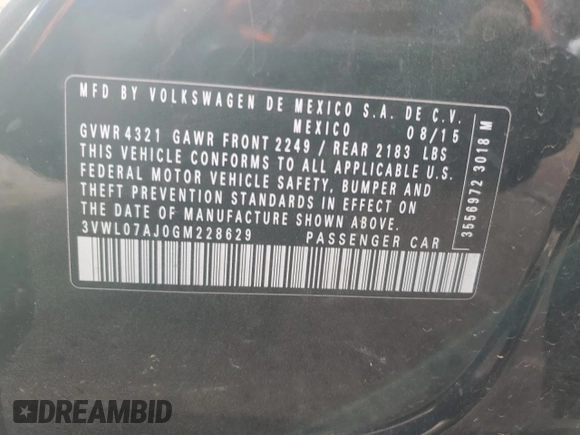 MFD BY VOLKSWAGEN DE MEXICO S.A. DE C.V.
MEXICO 08/15
GVWR 4321 GAWR FRONT 2249 / REAR 2183 LBS
THIS VEHICLE CONFORMS TO ALL APPLICABLE U.S.
FEDERAL MOTOR VEHICLE SAFETY, BUMPER AND
THEFT PREVENTION STANDARDS IN EFFECT ON
THE DATE OF MANUFACTURE SHOWN ABOVE.
3VWL07AJ0GM228629 PASSENGER CAR
3556972 3018 M
DREAMBID